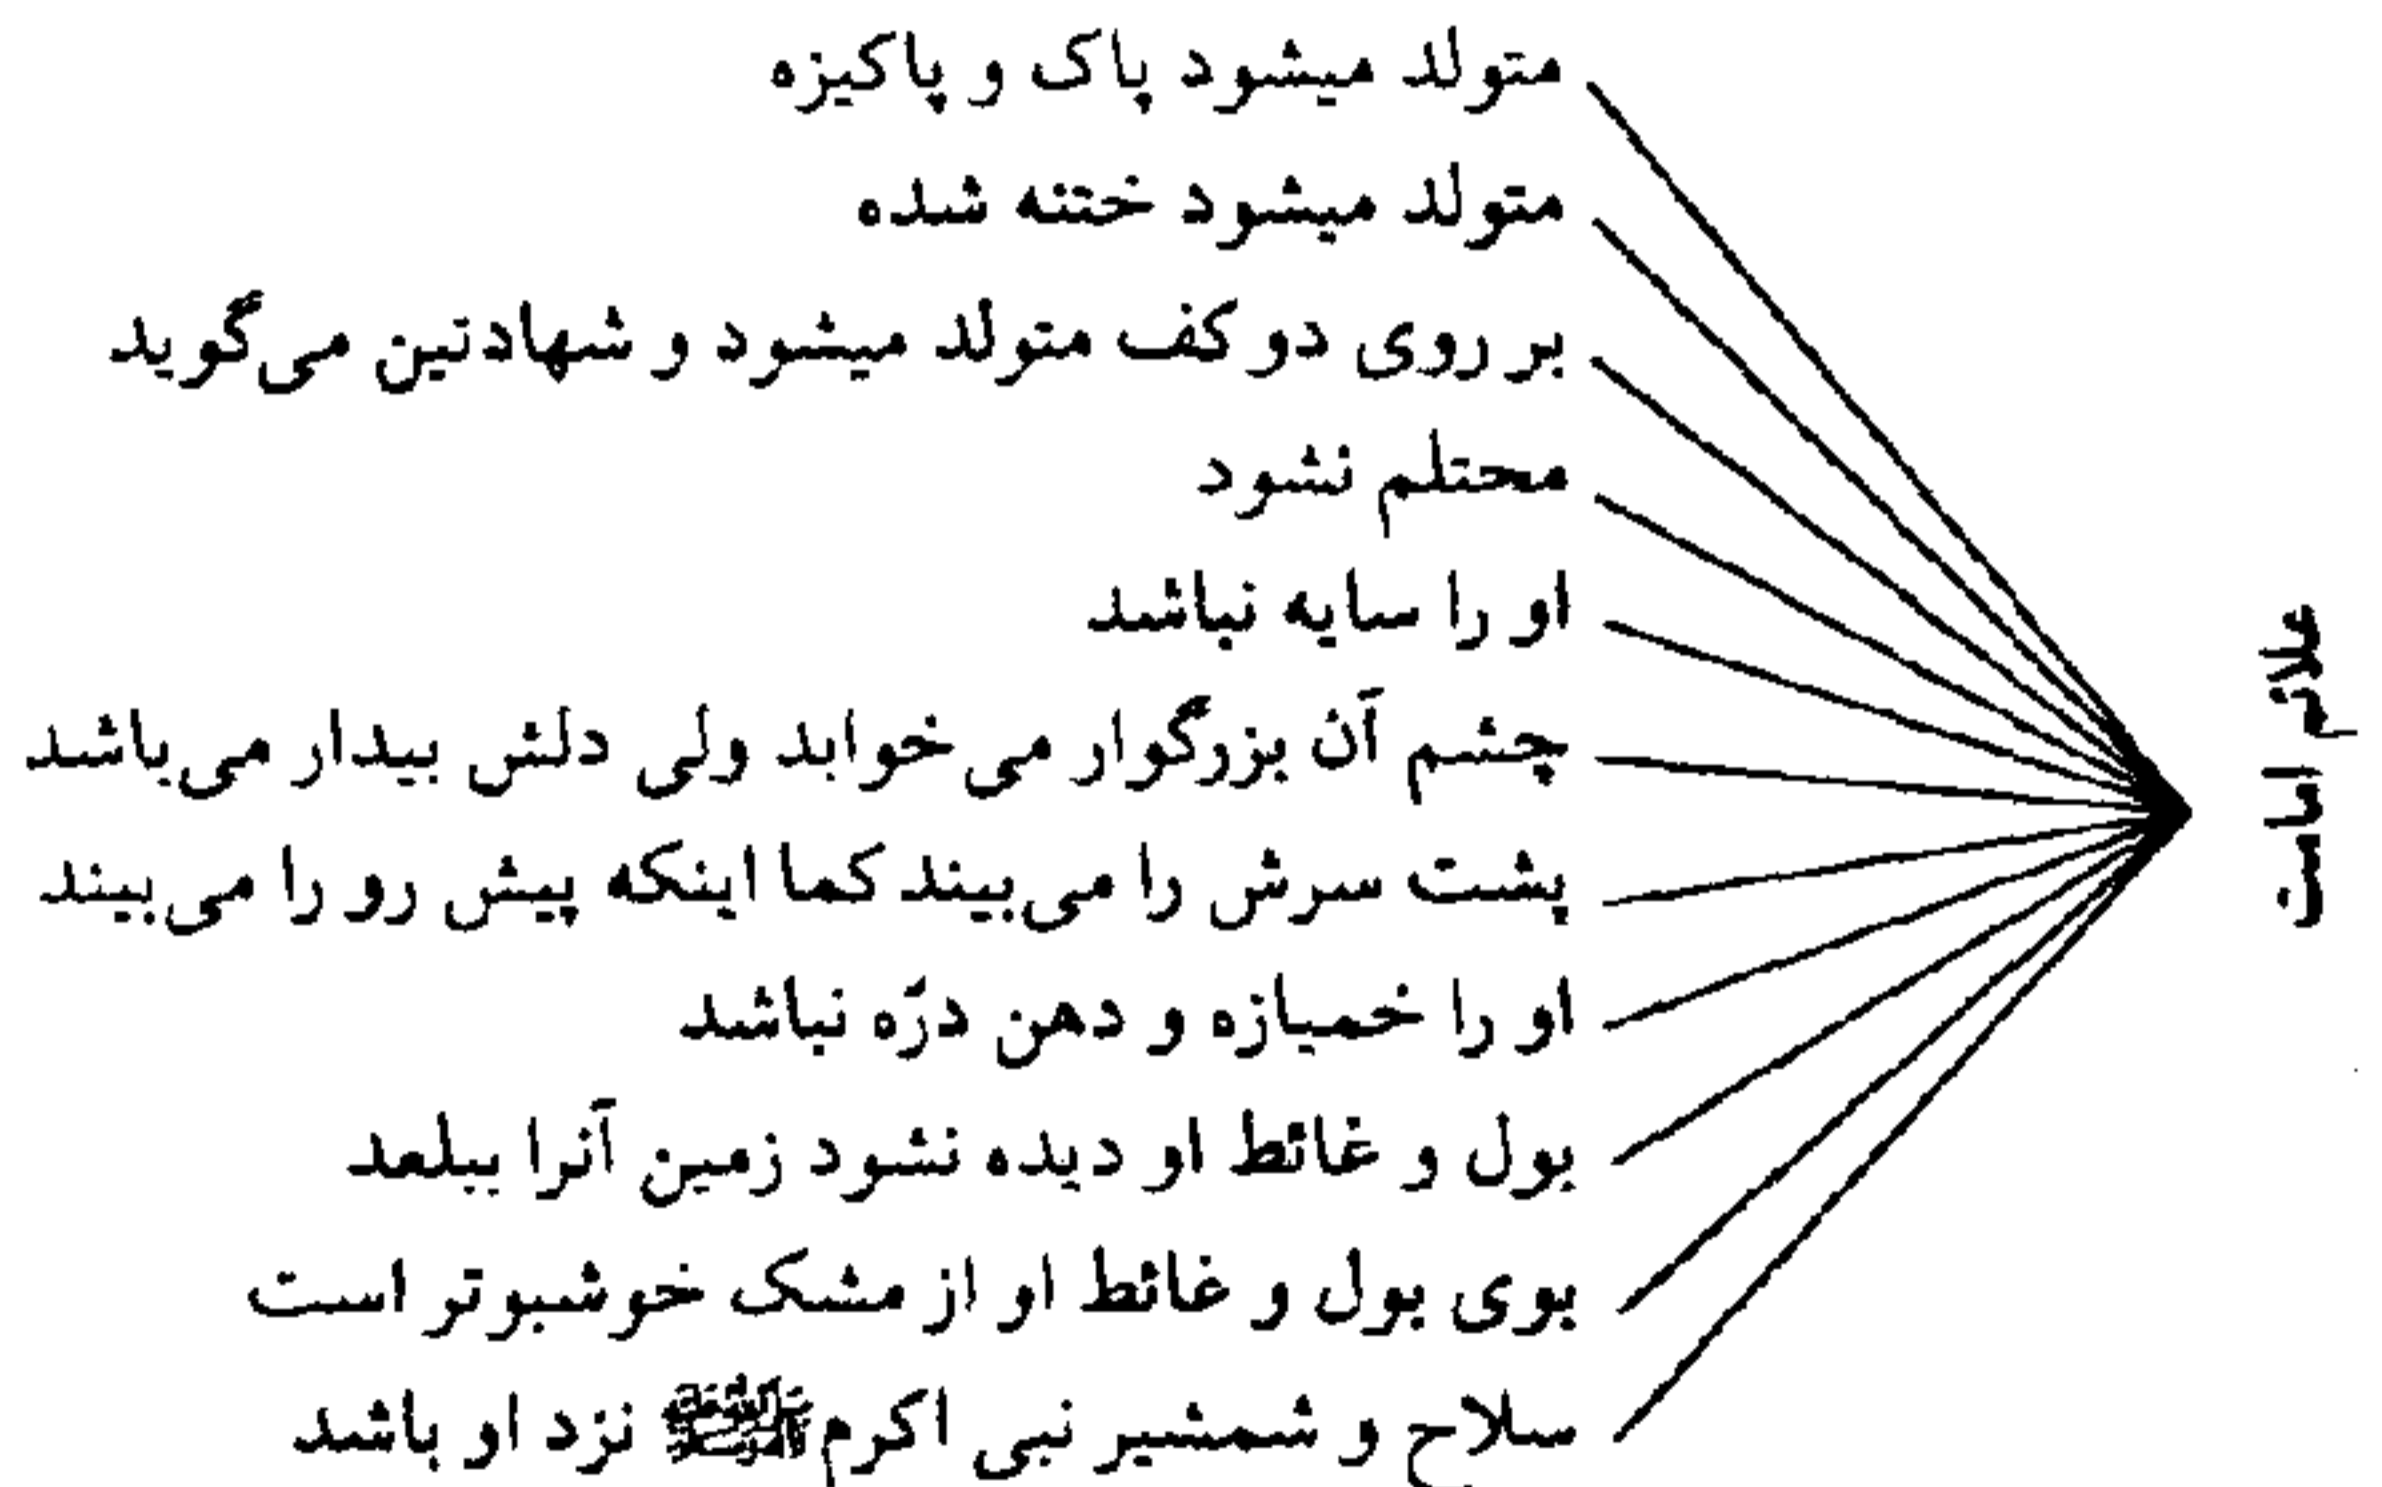 علائم امامت
متولد میشود پاک و پاکیزه
متولد میشود ختنه شده
بر روی دو کف متولد میشود و شهادتین می‌گوید
محتلم نشود
او را سایه نباشد
چشم آن بزرگوار می‌خوابد ولی دلش بیدار می‌باشد
پشت سرش را می‌بیند کما اینکه پیش رو را می‌بیند
او را خمیازه و دهن درّه نباشد
بول و غائط او دیده نشود زمین آنرا ببلعد
بوی بول و غائط او از مشک خوشبوتر است
سلاح و شمشیر نبی اکرم نزد او باشد